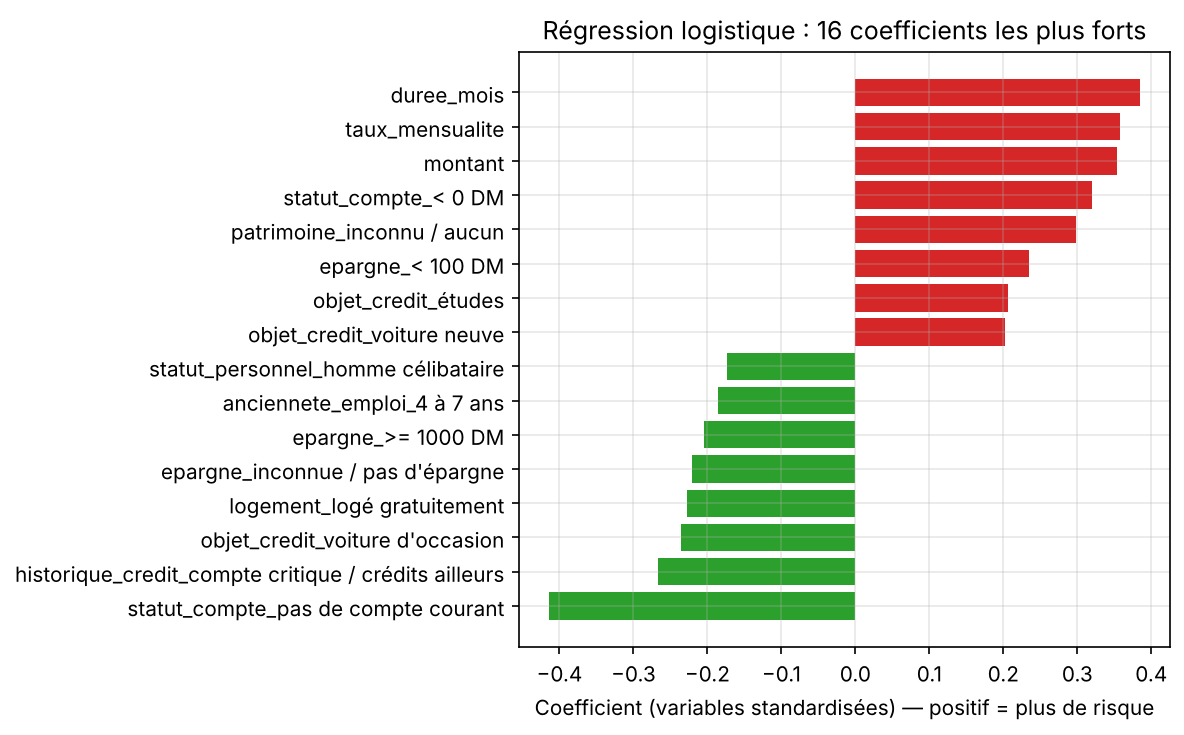 Régression logistique : 16 coefficients les plus forts
duree_mois
taux_mensualite
montant
statut_compte_< 0 DM
patrimoine_inconnu / aucun
epargne_< 100 DM
objet_credit_études
objet_credit_voiture neuve
statut_personnel_homme célibataire
anciennete_emploi_4 à 7 ans
epargne_>= 1000 DM
epargne_inconnue / pas d'épargne
logement_logé gratuitement
objet_credit_voiture d'occasion
historique_credit_compte critique / crédits ailleurs
statut_compte_pas de compte courant
−0.4 −0.3 −0.2 −0.1 0.0 0.1 0.2 0.3 0.4
Coefficient (variables standardisées) — positif = plus de risque